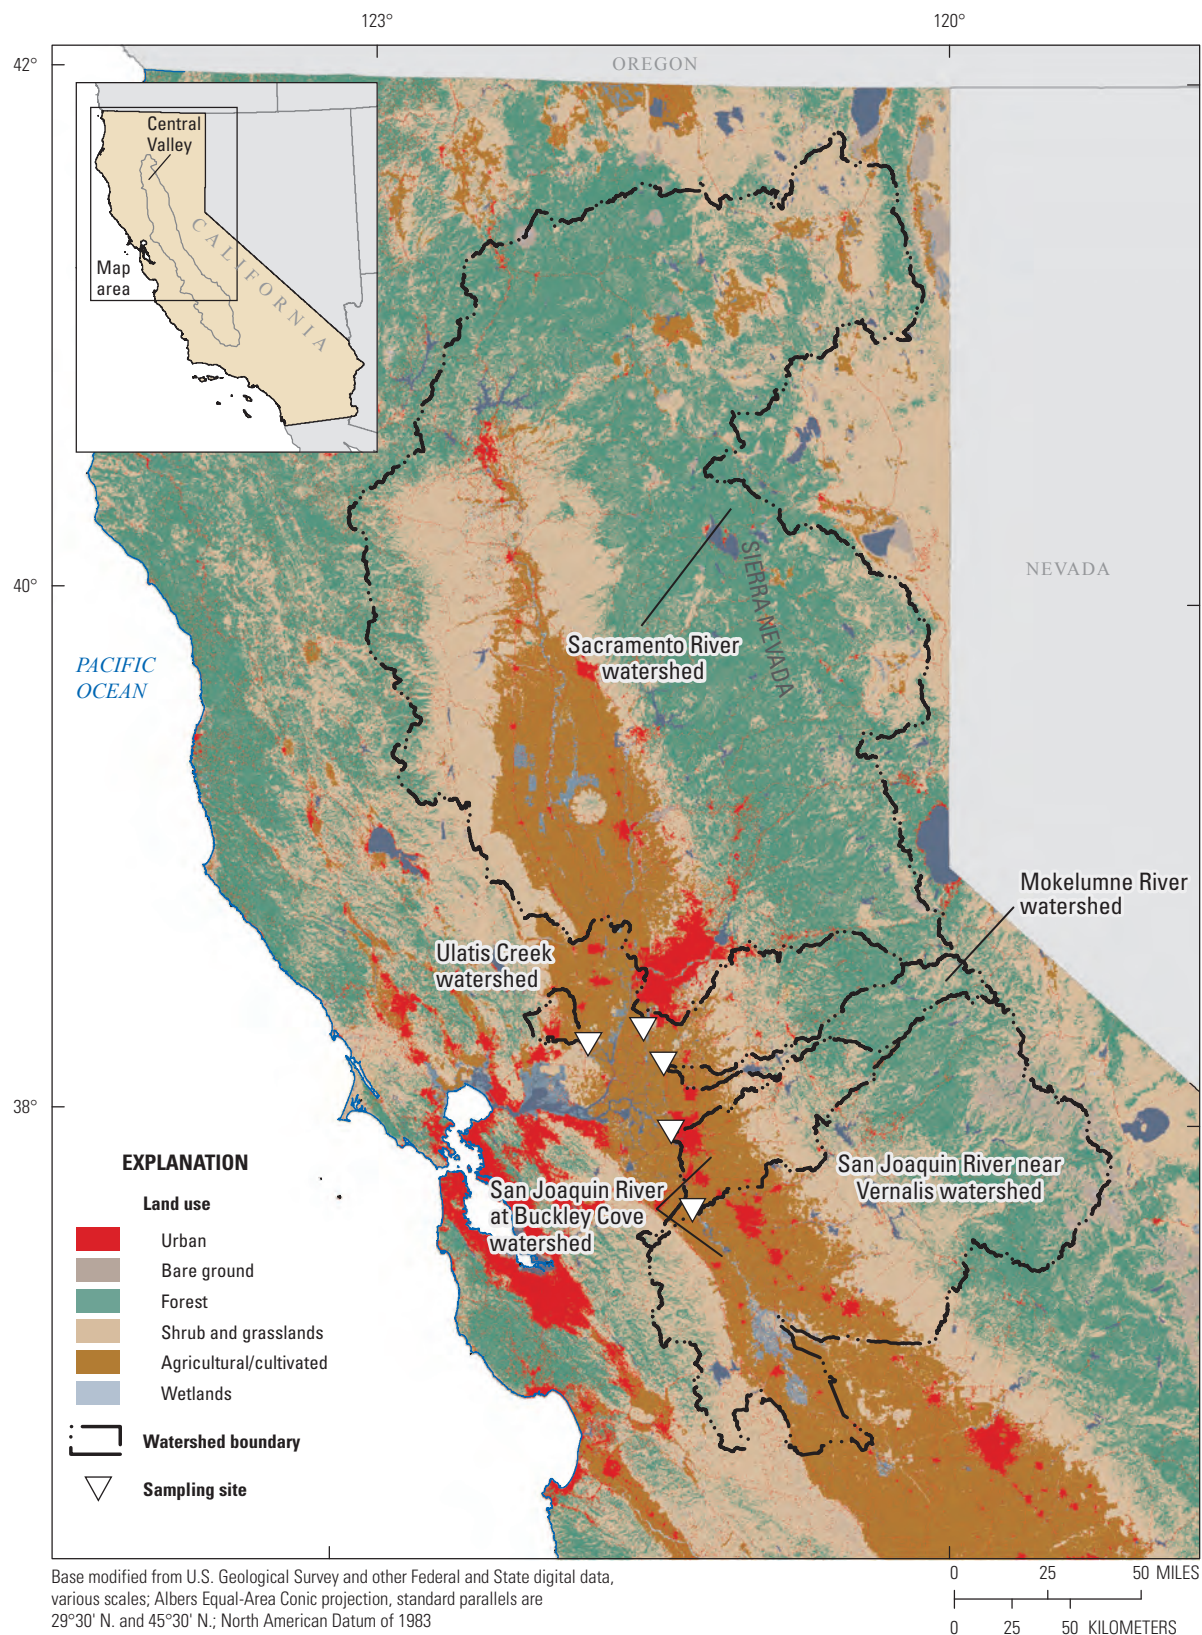 123°
120°
42°
OREGON
Central
Valley
CALIFORNIA
Map
area
40°
NEVADA
SIERRA NEVADA
Sacramento River
watershed
PACIFIC
OCEAN
Mokelumne River
watershed
Ulatis Creek
watershed
38°
San Joaquin River near
Vernalis watershed
San Joaquin River
at Buckley Cove
watershed
EXPLANATION
Land use
Urban
Bare ground
Forest
Shrub and grasslands
Agricultural/cultivated
Wetlands
Watershed boundary
Sampling site
Base modified from U.S. Geological Survey and other Federal and State digital data,
various scales; Albers Equal-Area Conic projection, standard parallels are
29°30' N. and 45°30' N.; North American Datum of 1983
0 25 50 MILES
0 25 50 KILOMETERS